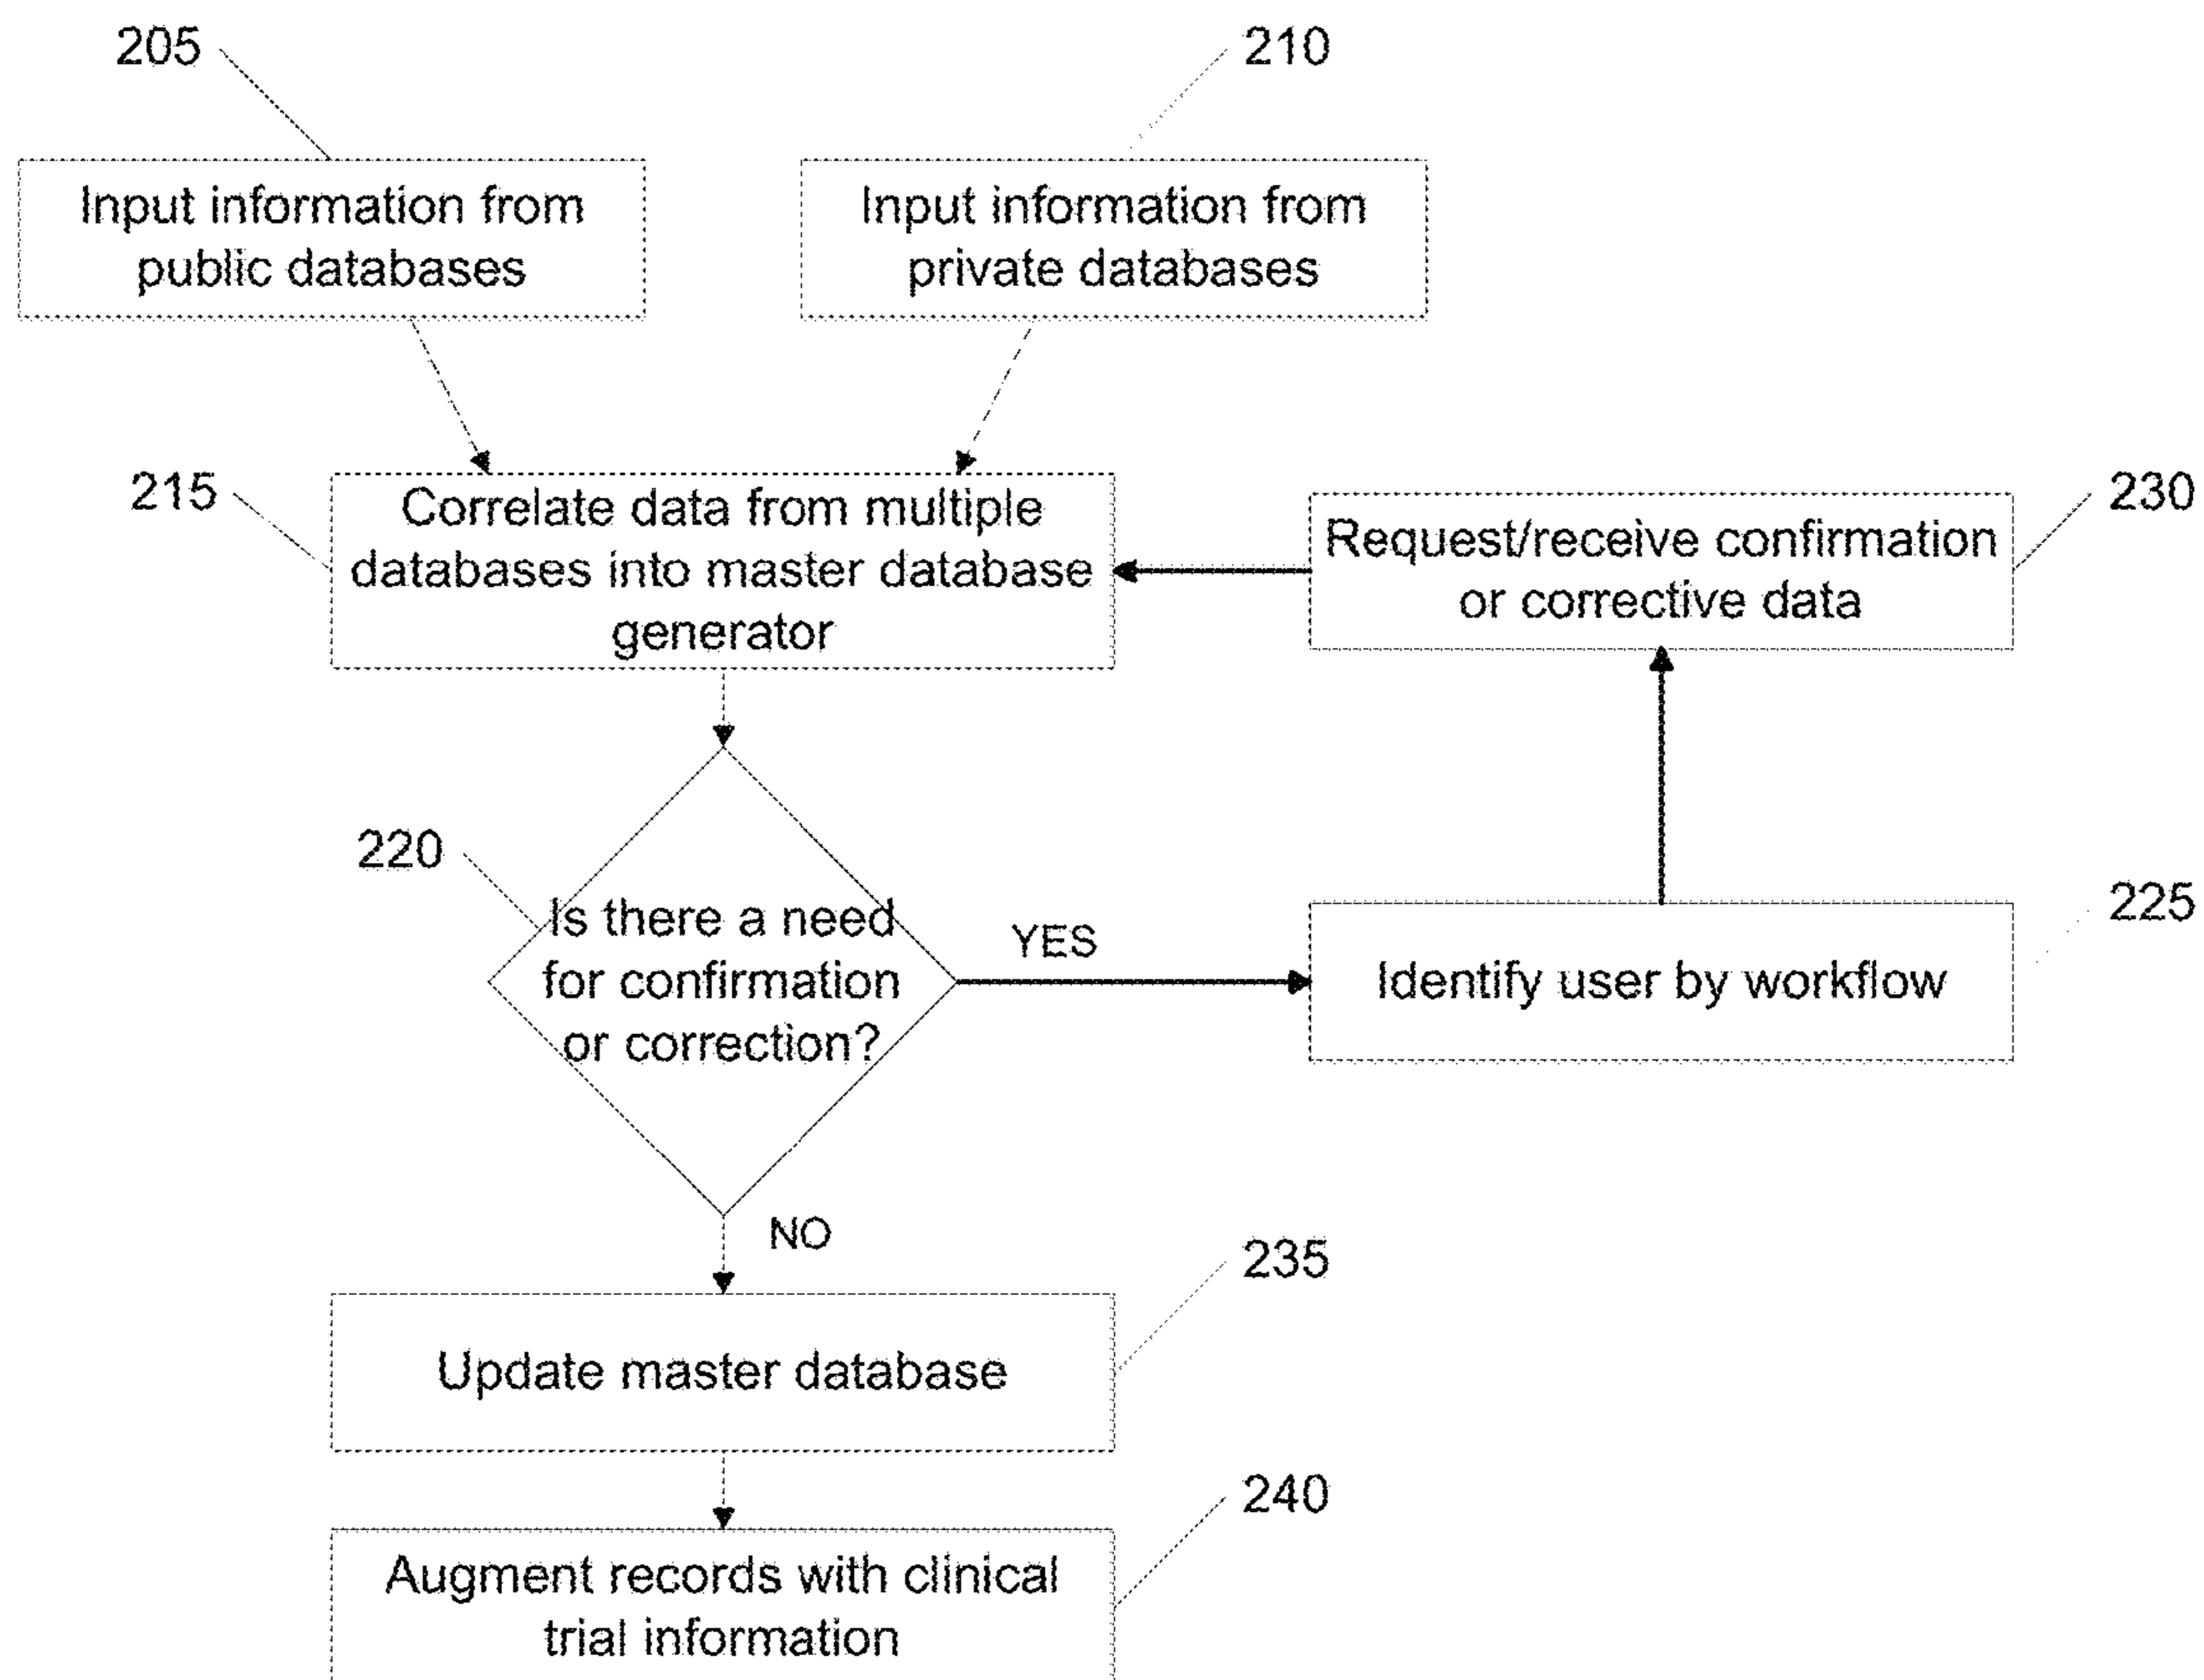 205
210
Input information from
public databases
Input information from
private databases
215
Correlate data from multiple
databases into master database
generator
Request/receive confirmation
or corrective data
230
220
Is there a need
for confirmation
or correction?
YES
Identify user by workflow
225
NO
235
Update master database
240
Augment records with clinical
trial information